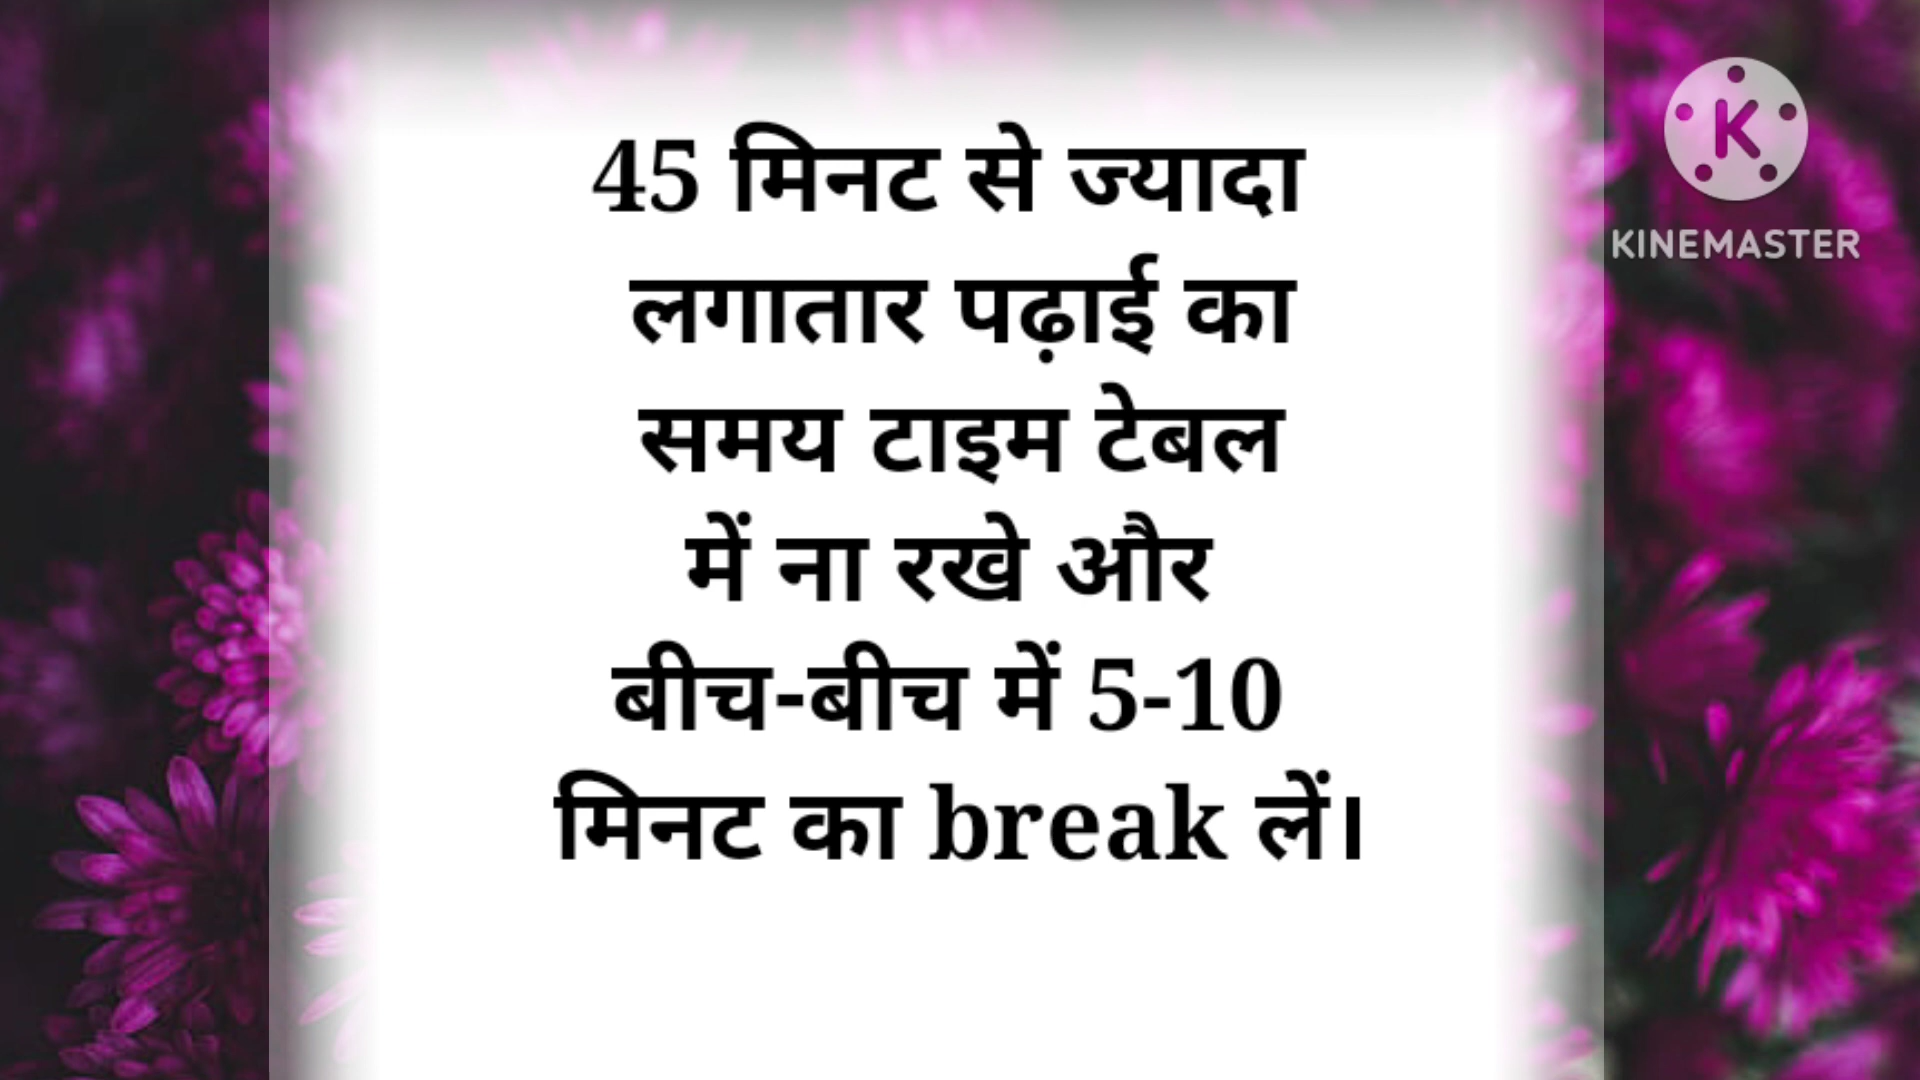 45 मिनट से ज्यादा
लगातार पढ़ाई का
समय टाइम टेबल
में ना रखे और
बीच-बीच में 5-10
मिनट का break लें।
K
KINEMASTER